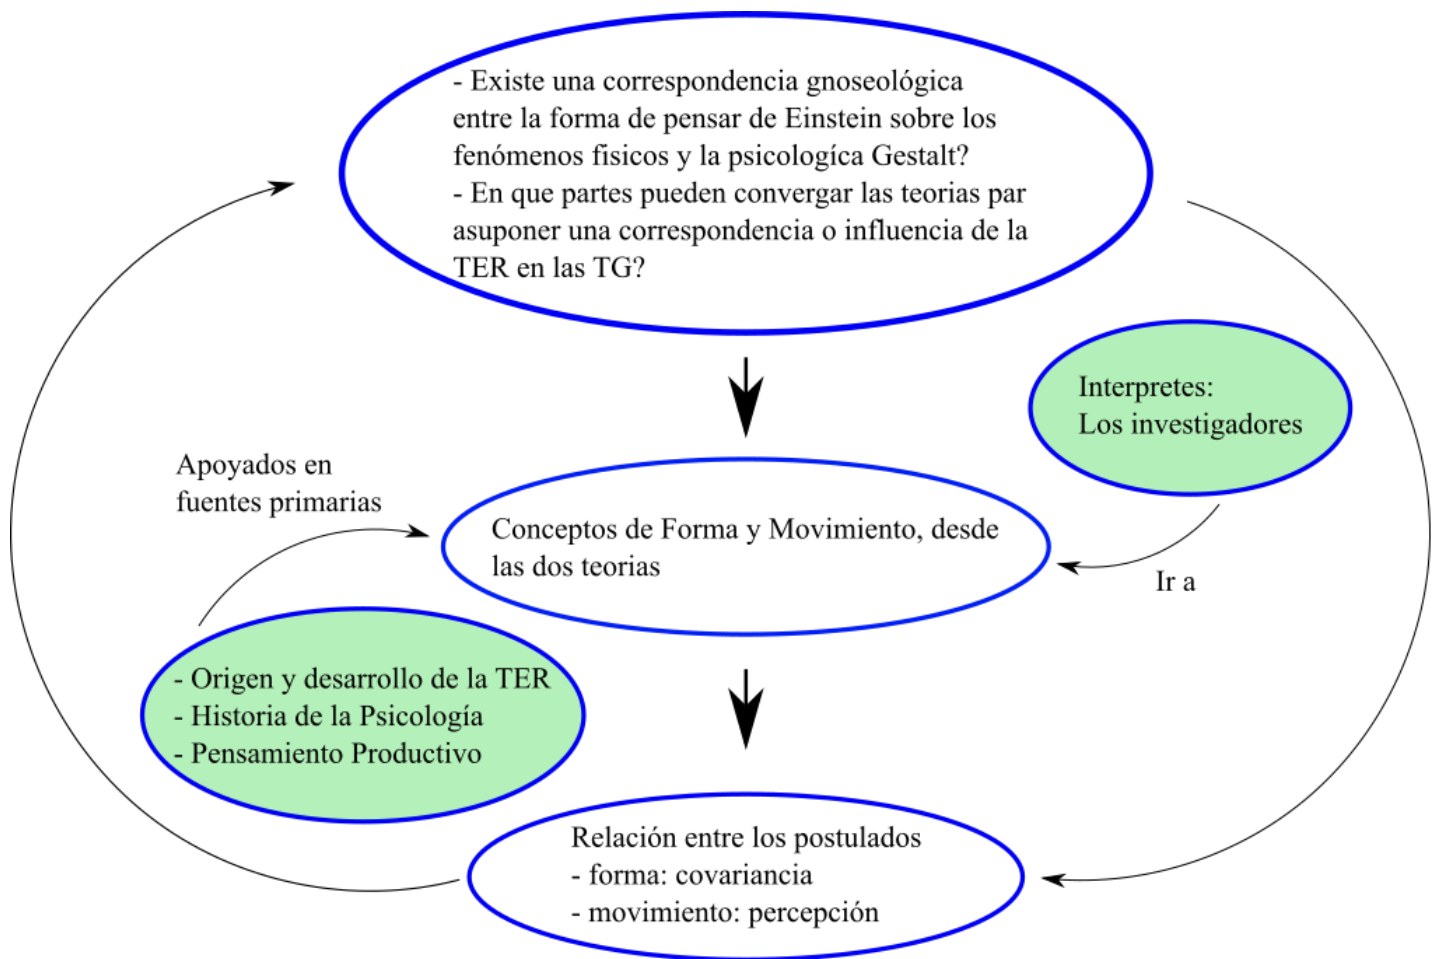 - Existe una correspondencia gnoseológica
entre la forma de pensar de Einstein sobre los
fenómenos fisicos y la psicologíca Gestalt?
- En que partes pueden convergar las teorias par
asuponer una correspondencia o influencia de la
TER en las TG?
Interpretes:
Los investigadores
Apoyados en
fuentes primarias
Conceptos de Forma y Movimiento, desde
las dos teorias
Ir a
- Origen y desarrollo de la TER
- Historia de la Psicología
- Pensamiento Productivo
Relación entre los postulados
- forma: covariancia
- movimiento: percepción